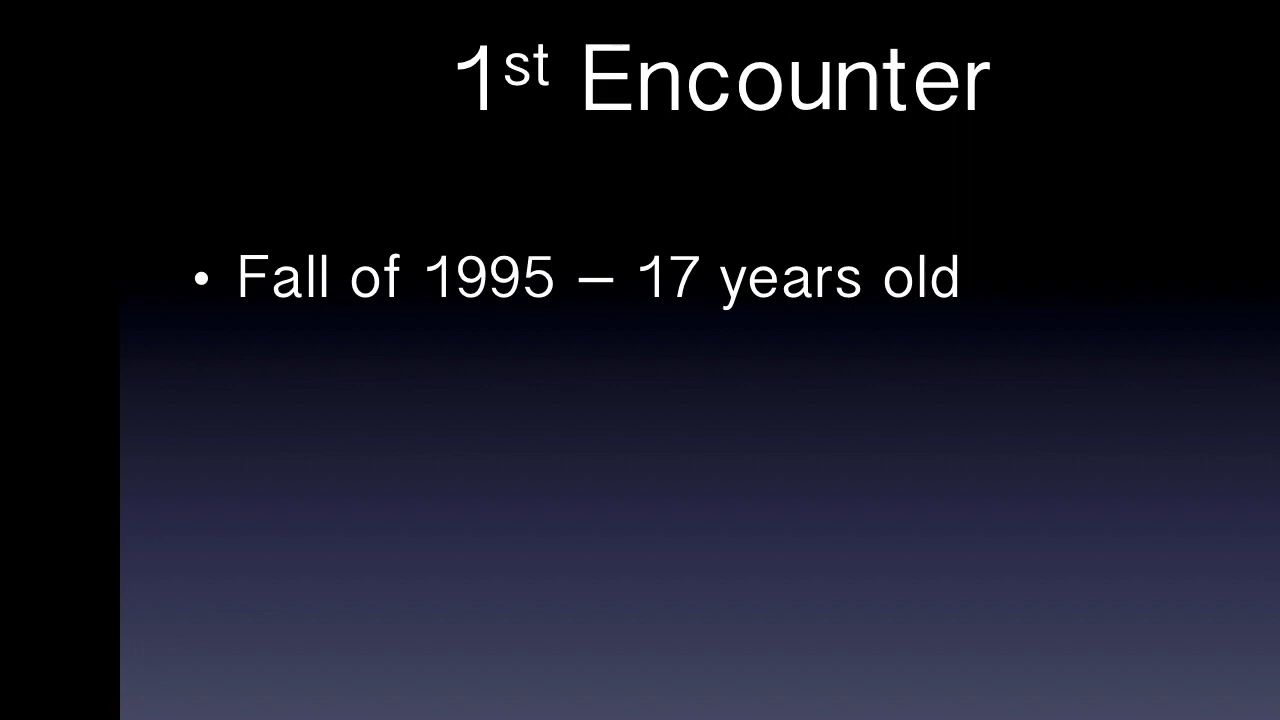 1st Encounter
• Fall of 1995 – 17 years old